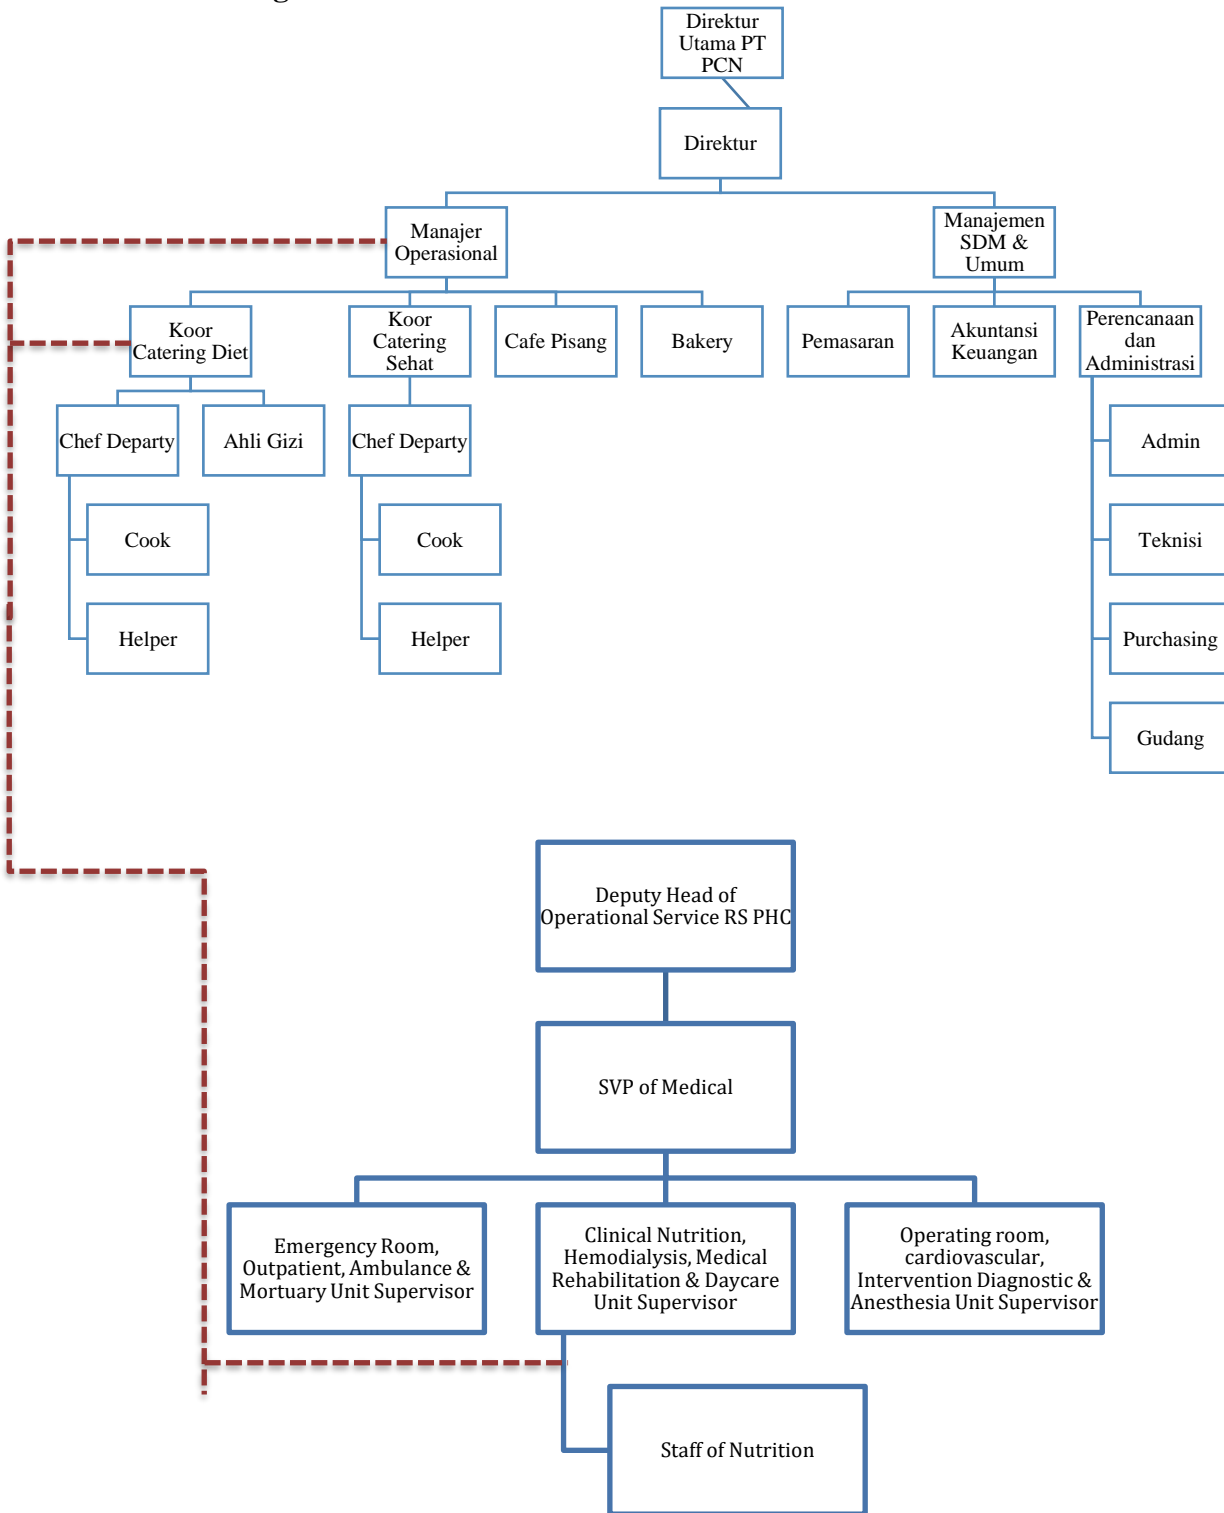 Direktur
Utama PT
PCN
Direktur
Manajer
Operasional
Manajemen
SDM &
Umum
Koor
Catering Diet
Koor
Catering
Sehat
Cafe Pisang
Bakery
Pemasaran
Akuntansi
Keuangan
Perencanaan
dan
Administrasi
Chef Departy
Ahli Gizi
Chef Departy
Admin
Cook
Cook
Teknisi
Helper
Helper
Purchasing
Gudang
Deputy Head of
Operational Service RS PHC
SVP of Medical
Emergency Room,
Outpatient, Ambulance &
Mortuary Unit Supervisor
Clinical Nutrition,
Hemodialysis, Medical
Rehabilitation & Daycare
Unit Supervisor
Operating room,
cardiovascular,
Intervention Diagnostic &
Anesthesia Unit Supervisor
Staff of Nutrition